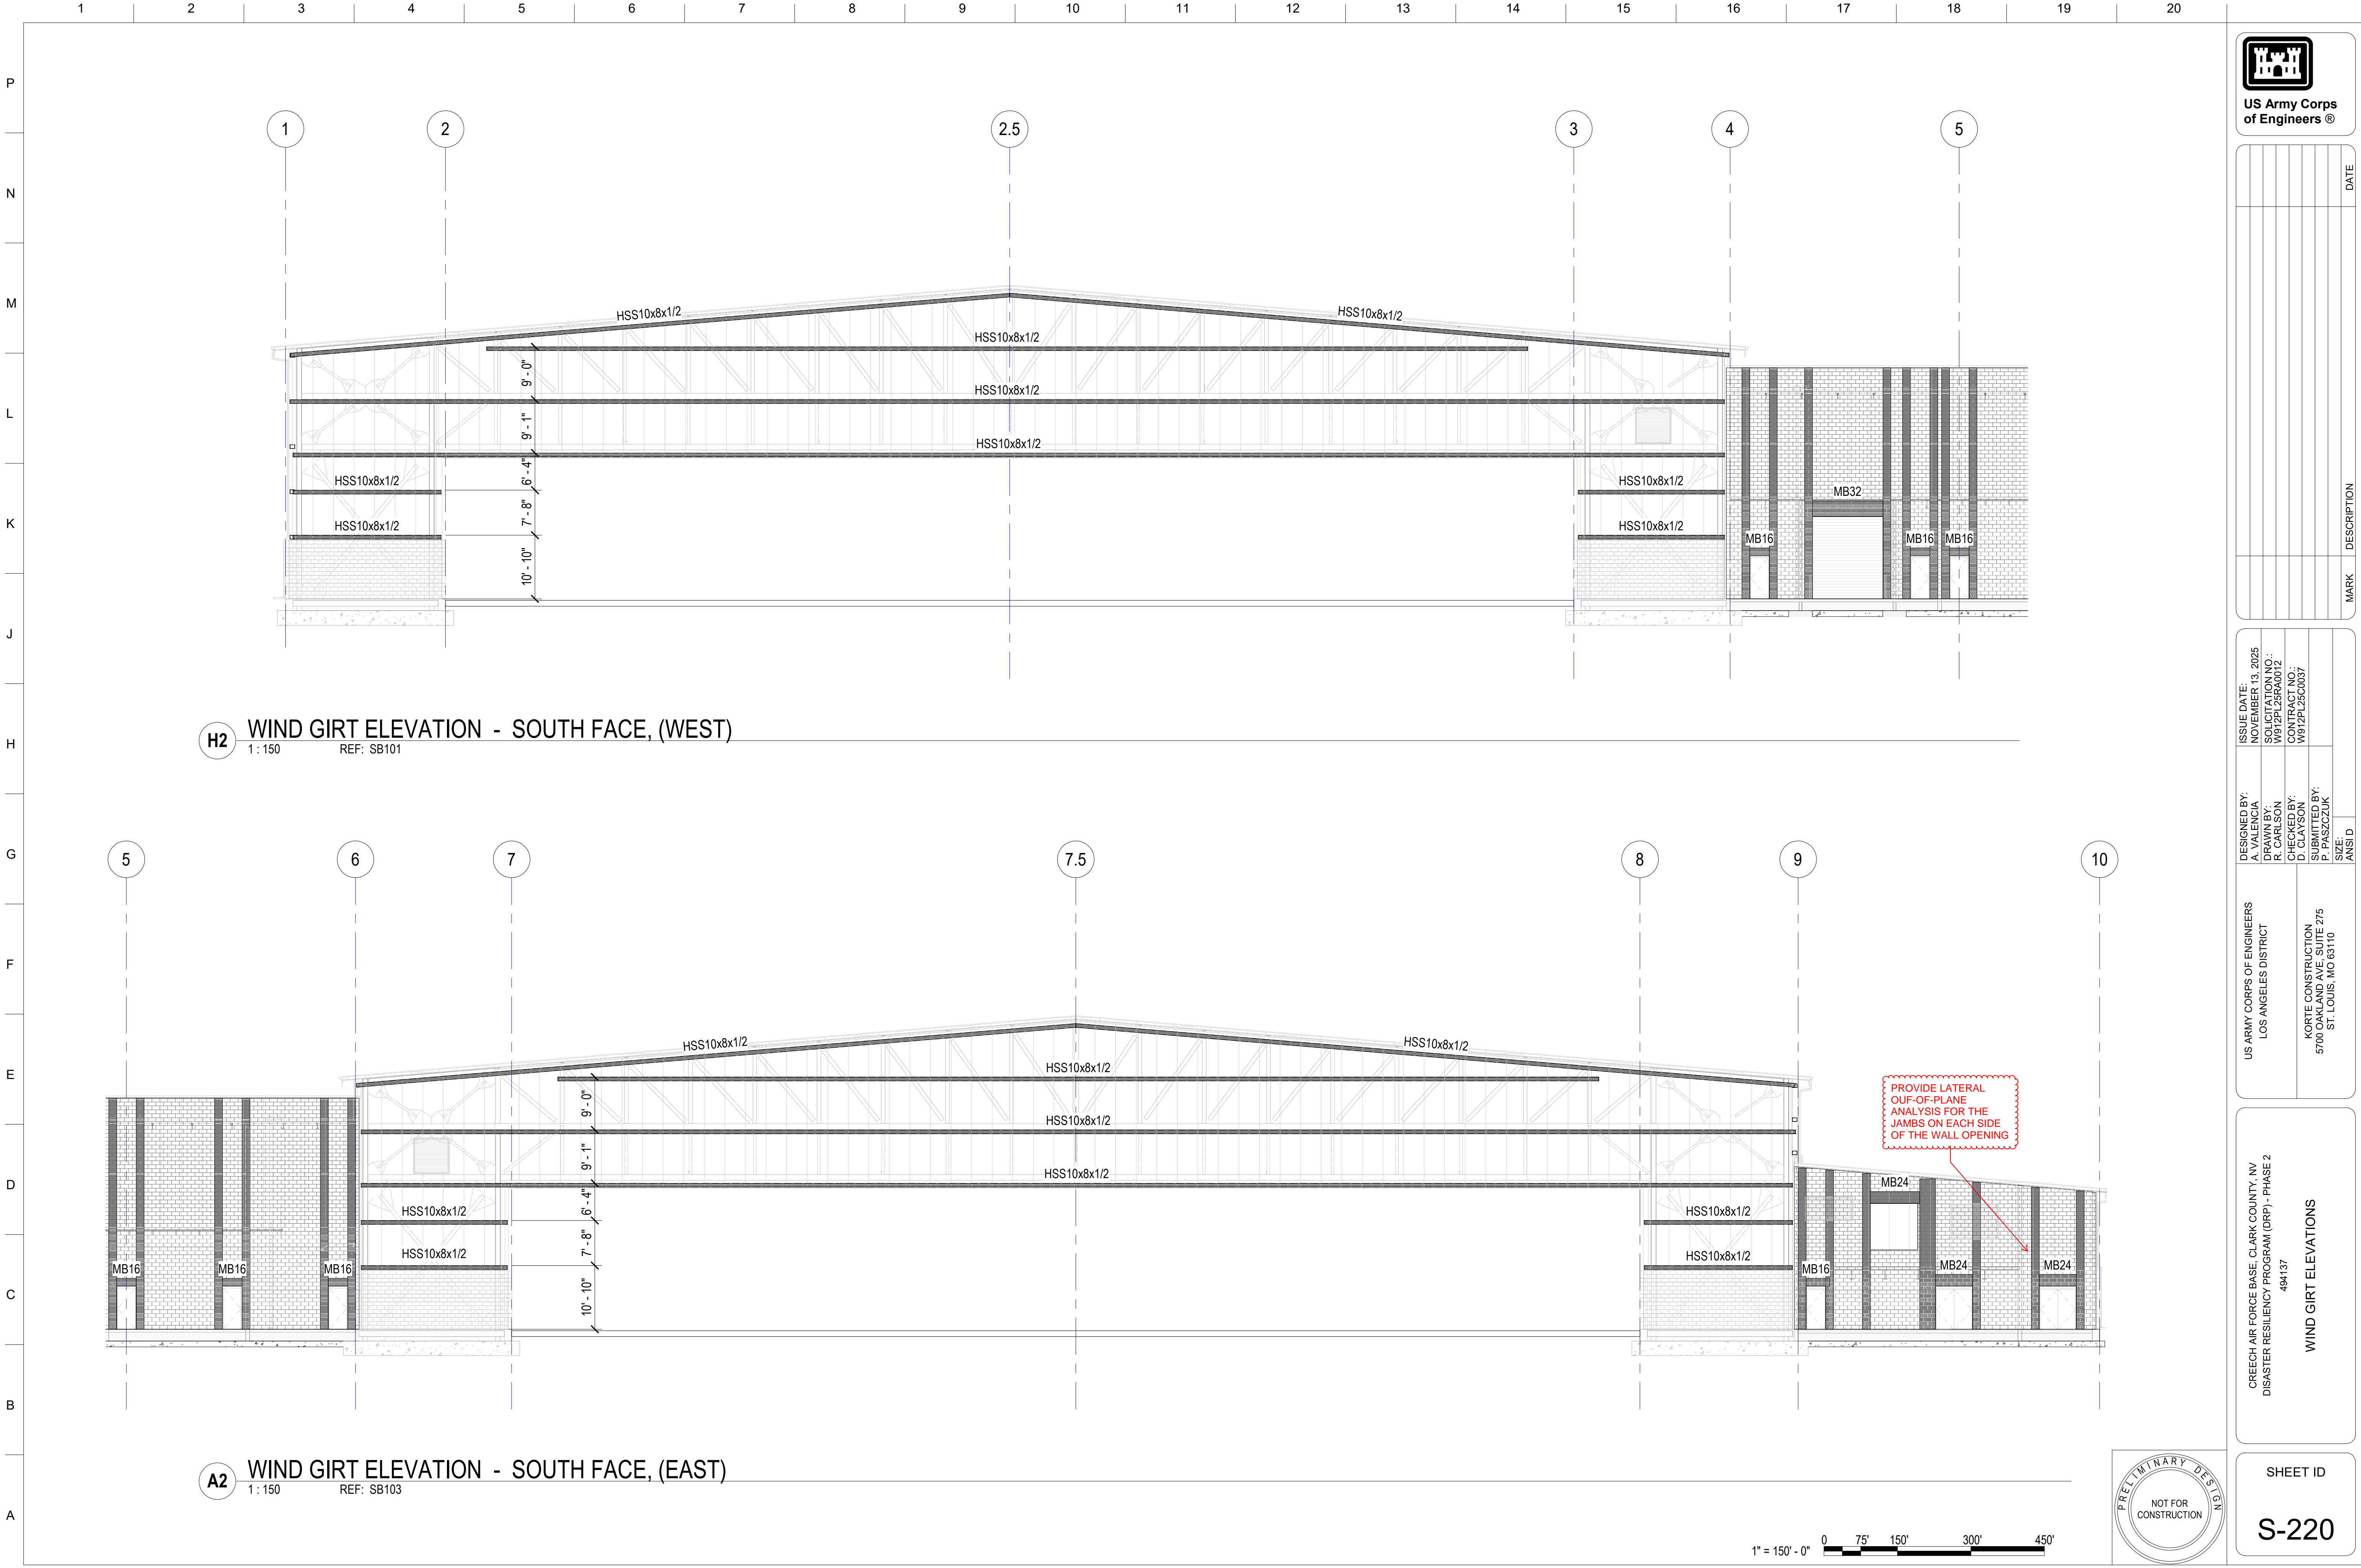 1 2 3 4 5 6 7 8 9 10 11 12 13 14 15 16 17 18 19 20
P
N
M
L
K
J
H
G
F
E
D
C
B
A
1 2 2.5 3 4 5
HSS10x8x1/2
HSS10x8x1/2
HSS10x8x1/2
HSS10x8x1/2
HSS10x8x1/2
HSS10x8x1/2
HSS10x8x1/2
HSS10x8x1/2
HSS10x8x1/2
9' - 0"
9' - 1"
6' - 4"
7' - 8"
10' - 10"
MB32
MB16
MB16
MB16
H2
WIND GIRT ELEVATION - SOUTH FACE, (WEST)
1 : 150 REF: SB101
5 6 7 7.5 8 9 10
HSS10x8x1/2
HSS10x8x1/2
HSS10x8x1/2
HSS10x8x1/2
HSS10x8x1/2
HSS10x8x1/2
HSS10x8x1/2
HSS10x8x1/2
HSS10x8x1/2
9' - 0"
9' - 1"
6' - 4"
7' - 8"
10' - 10"
MB16
MB16
MB16
MB16
MB24
MB24
MB24
PROVIDE LATERAL
OUF-OF-PLANE
ANALYSIS FOR THE
JAMBS ON EACH SIDE
OF THE WALL OPENING
A2
WIND GIRT ELEVATION - SOUTH FACE, (EAST)
1 : 150 REF: SB103
1" = 150' - 0"
0 75' 150' 300' 450'
PRELIMINARY DESIGN
NOT FOR
CONSTRUCTION
US Army Corps
of Engineers ®
MARK DESCRIPTION DATE
DESIGNED BY:
A. VALENCIA
DRAWN BY:
R. CARLSON
CHECKED BY:
D. CLAYSON
SUBMITTED BY:
P. PASZCZUK
SIZE:
ANSI D
ISSUE DATE:
NOVEMBER 13, 2025
SOLICITATION NO.:
W912PL25RA0012
CONTRACT NO.:
W912PL25C0037
US ARMY CORPS OF ENGINEERS
LOS ANGELES DISTRICT
KORTE CONSTRUCTION
5700 OAKLAND AVE, SUITE 275
ST. LOUIS, MO 63110
CREECH AIR FORCE BASE, CLARK COUNTY, NV
DISASTER RESILIENCY PROGRAM (DRP) - PHASE 2
494137
WIND GIRT ELEVATIONS
SHEET ID
S-220